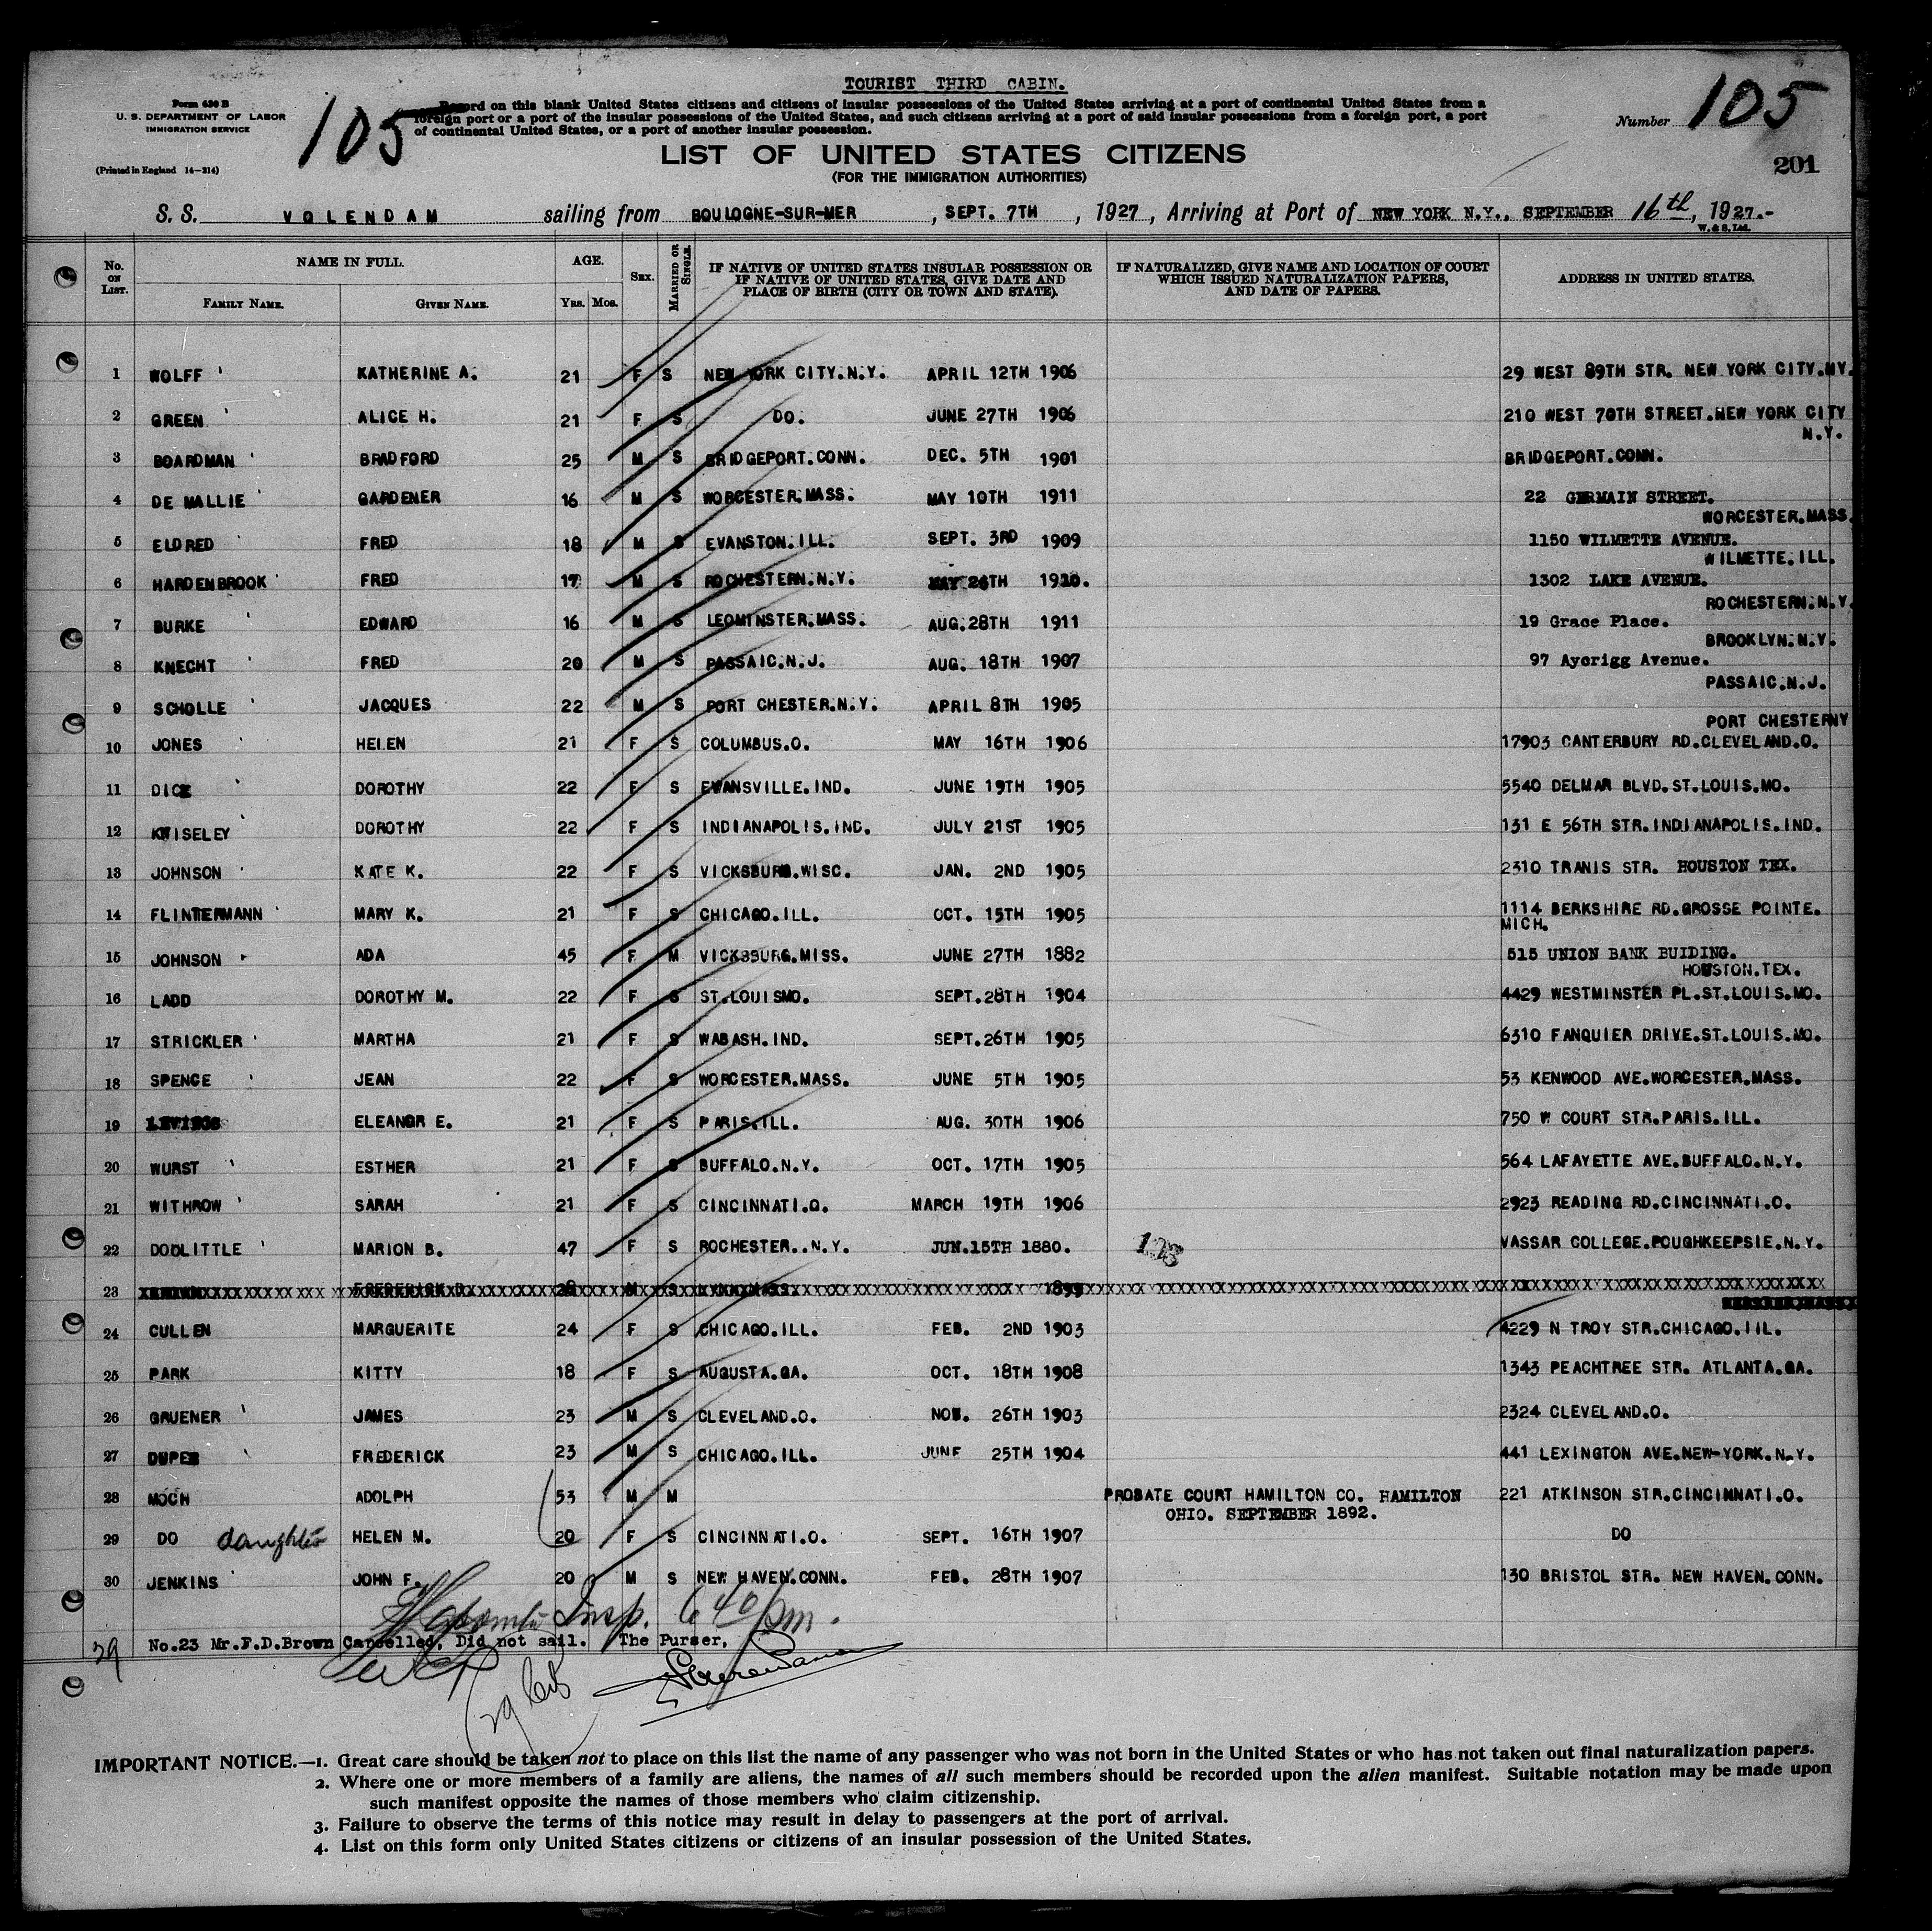 TOURIST THIRD CABIN.
Form 630 B
U. S. DEPARTMENT OF LABOR
IMMIGRATION SERVICE
(Printed in England 14—214)
105
Record on this blank United States citizens and citizens of insular possessions of the United States arriving at a port of continental United States from a
foreign port or a port of the insular possessions of the United States, and such citizens arriving at a port of said insular possessions from a foreign port, a port
of continental United States, or a port of another insular possession.
Number 105
LIST OF UNITED STATES CITIZENS
(FOR THE IMMIGRATION AUTHORITIES)
201
S. S. VOLENDAM sailing from BOULOGNE-SUR-MER, SEPT. 7TH, 1927, Arriving at Port of NEW YORK N.Y., SEPTEMBER 16th, 1927.-
W. & S. Ltd.
No. ON LIST.
NAME IN FULL.
FAMILY NAME. GIVEN NAME.
AGE.
YRS. MOS.
SEX.
MARRIED OR SINGLE.
IF NATIVE OF UNITED STATES INSULAR POSSESSION OR
IF NATIVE OF UNITED STATES, GIVE DATE AND
PLACE OF BIRTH (CITY OR TOWN AND STATE).
IF NATURALIZED, GIVE NAME AND LOCATION OF COURT
WHICH ISSUED NATURALIZATION PAPERS,
AND DATE OF PAPERS.
ADDRESS IN UNITED STATES.
1 WOLFF KATHERINE A. 21 F S NEW YORK CITY.N.Y. APRIL 12TH 1906 29 WEST 89TH STR. NEW YORK CITY.NY.
2 GREEN ALICE H. 21 F S DO. JUNE 27TH 1906 210 WEST 70TH STREET.NEW YORK CITY
N.Y.
3 BOARDMAN BRADFORD 25 M S BRIDGEPORT.CONN. DEC. 5TH 1901 BRIDGEPORT.CONN.
4 DE MALLIE GARDENER 16 M S WORCESTER.MASS. MAY 10TH 1911 22 GERMAIN STREET.
WORCESTER.MASS.
5 ELDRED FRED 18 M S EVANSTON.ILL. SEPT. 3RD 1909 1150 WILMETTE AVENUE.
WILMETTE.ILL.
6 HARDENBROOK FRED 17 M S ROCHESTERN.N.Y. MAY 26TH 1910. 1302 LAKE AVENUE.
ROCHESTERN.N.Y.
7 BURKE EDWARD 16 M S LEOMINSTER.MASS. AUG.28TH 1911 19 Grace Place.
BROOKLYN.N.Y.
8 KNECHT FRED 20 M S PASSAIC.N.J. AUG. 18TH 1907 97 Aycrigg Avenue.
PASSAIC.N.J.
9 SCHOLLE JACQUES 22 M S PORT CHESTER.N.Y. APRIL 8TH 1905
PORT CHESTERNY
10 JONES HELEN 21 F S COLUMBUS.O. MAY 16TH 1906 17903 CANTERBURY RD.CLEVELAND.O.
11 DICK DOROTHY 22 F S EVANSVILLE.IND. JUNE 19TH 1905 5540 DELMAR BLVD.ST.LOUIS.MO.
12 KNISELEY DOROTHY 22 F S INDIANAPOLIS.IND. JULY 21ST 1905 131 E 56TH STR.INDIANAPOLIS.IND.
13 JOHNSON KATE K. 22 F S VICKSBURG.WISC. JAN. 2ND 1905 2310 TRANIS STR. HOUSTON TEX.
14 FLINTERMANN MARY K. 21 F S CHICAGO.ILL. OCT. 15TH 1905 1114 BERKSHIRE RD.GROSSE POINTE.
MICH.
15 JOHNSON ADA 45 F M VICKSBURG.MISS. JUNE 27TH 1882 515 UNION BANK BUIDING.
HOUSTON.TEX.
16 LADD DOROTHY M. 22 F S ST.LOUISMO. SEPT.28TH 1904 4429 WESTMINSTER PL.ST.LOUIS.MO.
17 STRICKLER MARTHA 21 F S WABASH.IND. SEPT.26TH 1905 6310 FANQUIER DRIVE.ST.LOUIS.MO.
18 SPENCE JEAN 22 F S WORCESTER.MASS. JUNE 5TH 1905 53 KENWOOD AVE.WORCESTER.MASS.
19 ELEANOR E. 21 F S PARIS.ILL. AUG. 30TH 1906 750 W COURT STR.PARIS.ILL.
20 WURST ESTHER 21 F S BUFFALO.N.Y. OCT. 17TH 1905 564 LAFAYETTE AVE.BUFFALO.N.Y.
21 WITHROW SARAH 21 F S CINCINNATI.O. MARCH 19TH 1906 2923 READING RD.CINCINNATI.O.
22 DOOLITTLE MARION B. 47 F S ROCHESTER..N.Y. JUN.15TH 1880. 128 VASSAR COLLEGE.POUGHKEEPSIE.N.Y.
23 FREDERICK D. 28 M S LYNN MASS. 1899
24 CULLEN MARGUERITE 24 F S CHICAGO.ILL. FEB. 2ND 1903 4229 N TROY STR.CHICAGO.IIL.
25 PARK KITTY 18 F S AUGUSTA.GA. OCT. 18TH 1908 1343 PEACHTREE STR. ATLANTA.GA.
26 GRUENER JAMES 23 M S CLEVELAND.O. NOV. 26TH 1903 2324 CLEVELAND.O.
27 DUPEE FREDERICK 23 M S CHICAGO.ILL. JUNE 25TH 1904 441 LEXINGTON AVE.NEW-YORK.N.Y.
28 MOCH ADOLPH 53 M M PROBATE COURT HAMILTON CO. HAMILTON 221 ATKINSON STR.CINCINNATI.O.
OHIO. SEPTEMBER 1892.
29 DO daughter HELEN M. 20 F S CINCINNATI.O. SEPT. 16TH 1907 DO
30 JENKINS JOHN F. 20 M S NEW HAVEN.CONN. FEB. 28TH 1907 130 BRISTOL STR. NEW HAVEN.CONN.
Insp. 6 40 pm.
29 No.23 Mr.F.D.Brown Cancelled, Did not sail. The Purser,
IMPORTANT NOTICE.—1. Great care should be taken not to place on this list the name of any passenger who was not born in the United States or who has not taken out final naturalization papers.
2. Where one or more members of a family are aliens, the names of all such members should be recorded upon the alien manifest. Suitable notation may be made upon
such manifest opposite the names of those members who claim citizenship.
3. Failure to observe the terms of this notice may result in delay to passengers at the port of arrival.
4. List on this form only United States citizens or citizens of an insular possession of the United States.